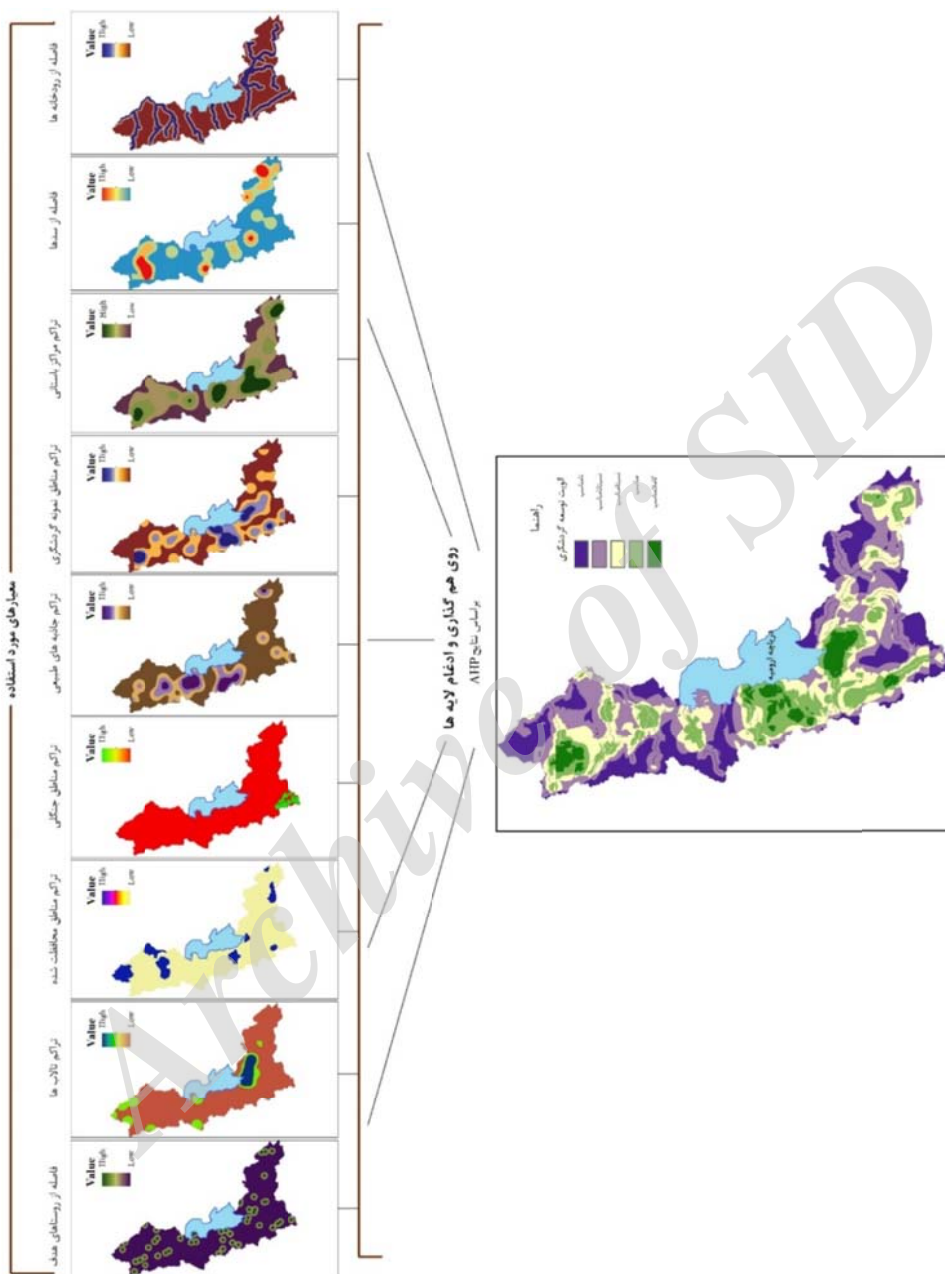 معیارهای مورد استفاده
فاصله از رودخانه ها
Value
High
Low
فاصله از سدها
Value
High
Low
تراکم مراکز باستانی
Value
High
Low
تراکم مناطق نمونه گردشگری
Value
High
Low
تراکم جاذبه های طبیعی
Value
High
Low
تراکم مناطق جنگلی
Value
High
Low
تراکم مناطق محافظت شده
Value
High
Low
تراکم تالاب ها
Value
High
Low
فاصله از روستاهای هدف
Value
High
Low
روی هم گذاری و ادغام لایه ها
براساس نتایج AHP
راهنما
الویت توسعه گردشگری
دریاچه ارومیه
Archive of SID